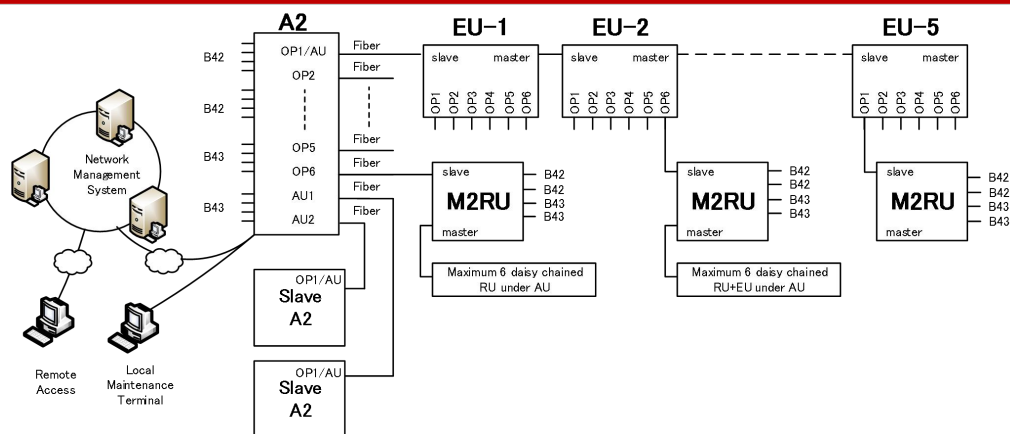 A2
EU-1
EU-2
EU-5
B42
B42
B43
B43
OP1/AU
OP2
OP5
OP6
AU1
AU2
Fiber
Fiber
Fiber
Fiber
Fiber
Fiber
slave master
OP1 OP2 OP3 OP4 OP5 OP6
slave master
OP1 OP2 OP3 OP4 OP5 OP6
slave master
OP1 OP2 OP3 OP4 OP5 OP6
Network
Management
System
slave
M2RU
master
B42
B42
B43
B43
slave
M2RU
master
B42
B42
B43
B43
slave
M2RU
master
B42
B42
B43
B43
Maximum 6 daisy chained
RU under AU
Maximum 6 daisy chained
RU+EU under AU
OP1/AU
Slave
A2
OP1/AU
Slave
A2
Remote
Access
Local
Maintenance
Terminal